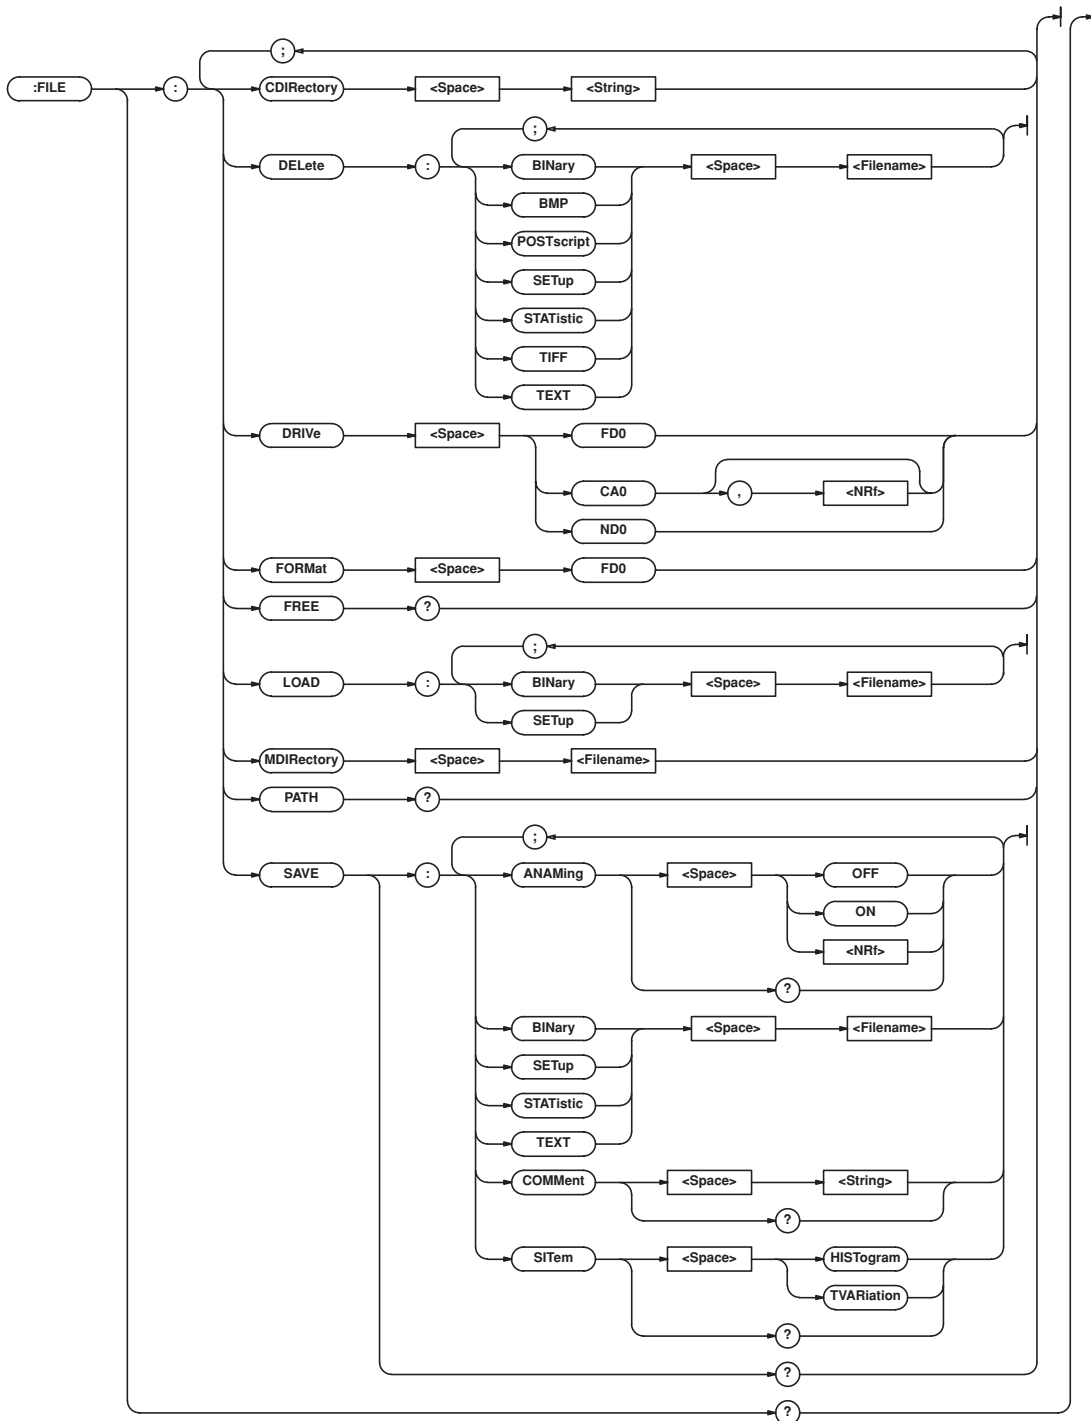 ;
:FILE : CDIRectory <Space> <String>
;
DELete : BINary <Space> <Filename>
BMP
POSTscript
SETup
STATistic
TIFF
TEXT
DRIVe <Space> FD0
CA0 , <NRf>
ND0
FORMat <Space> FD0
FREE ?
;
LOAD : BINary <Space> <Filename>
SETup
MDIRectory <Space> <Filename>
PATH ?
;
SAVE : ANAMing <Space> OFF
ON
<NRf>
?
BINary <Space> <Filename>
SETup
STATistic
TEXT
COMMent <Space> <String>
?
SITem <Space> HISTogram
TVARiation
?
?
?